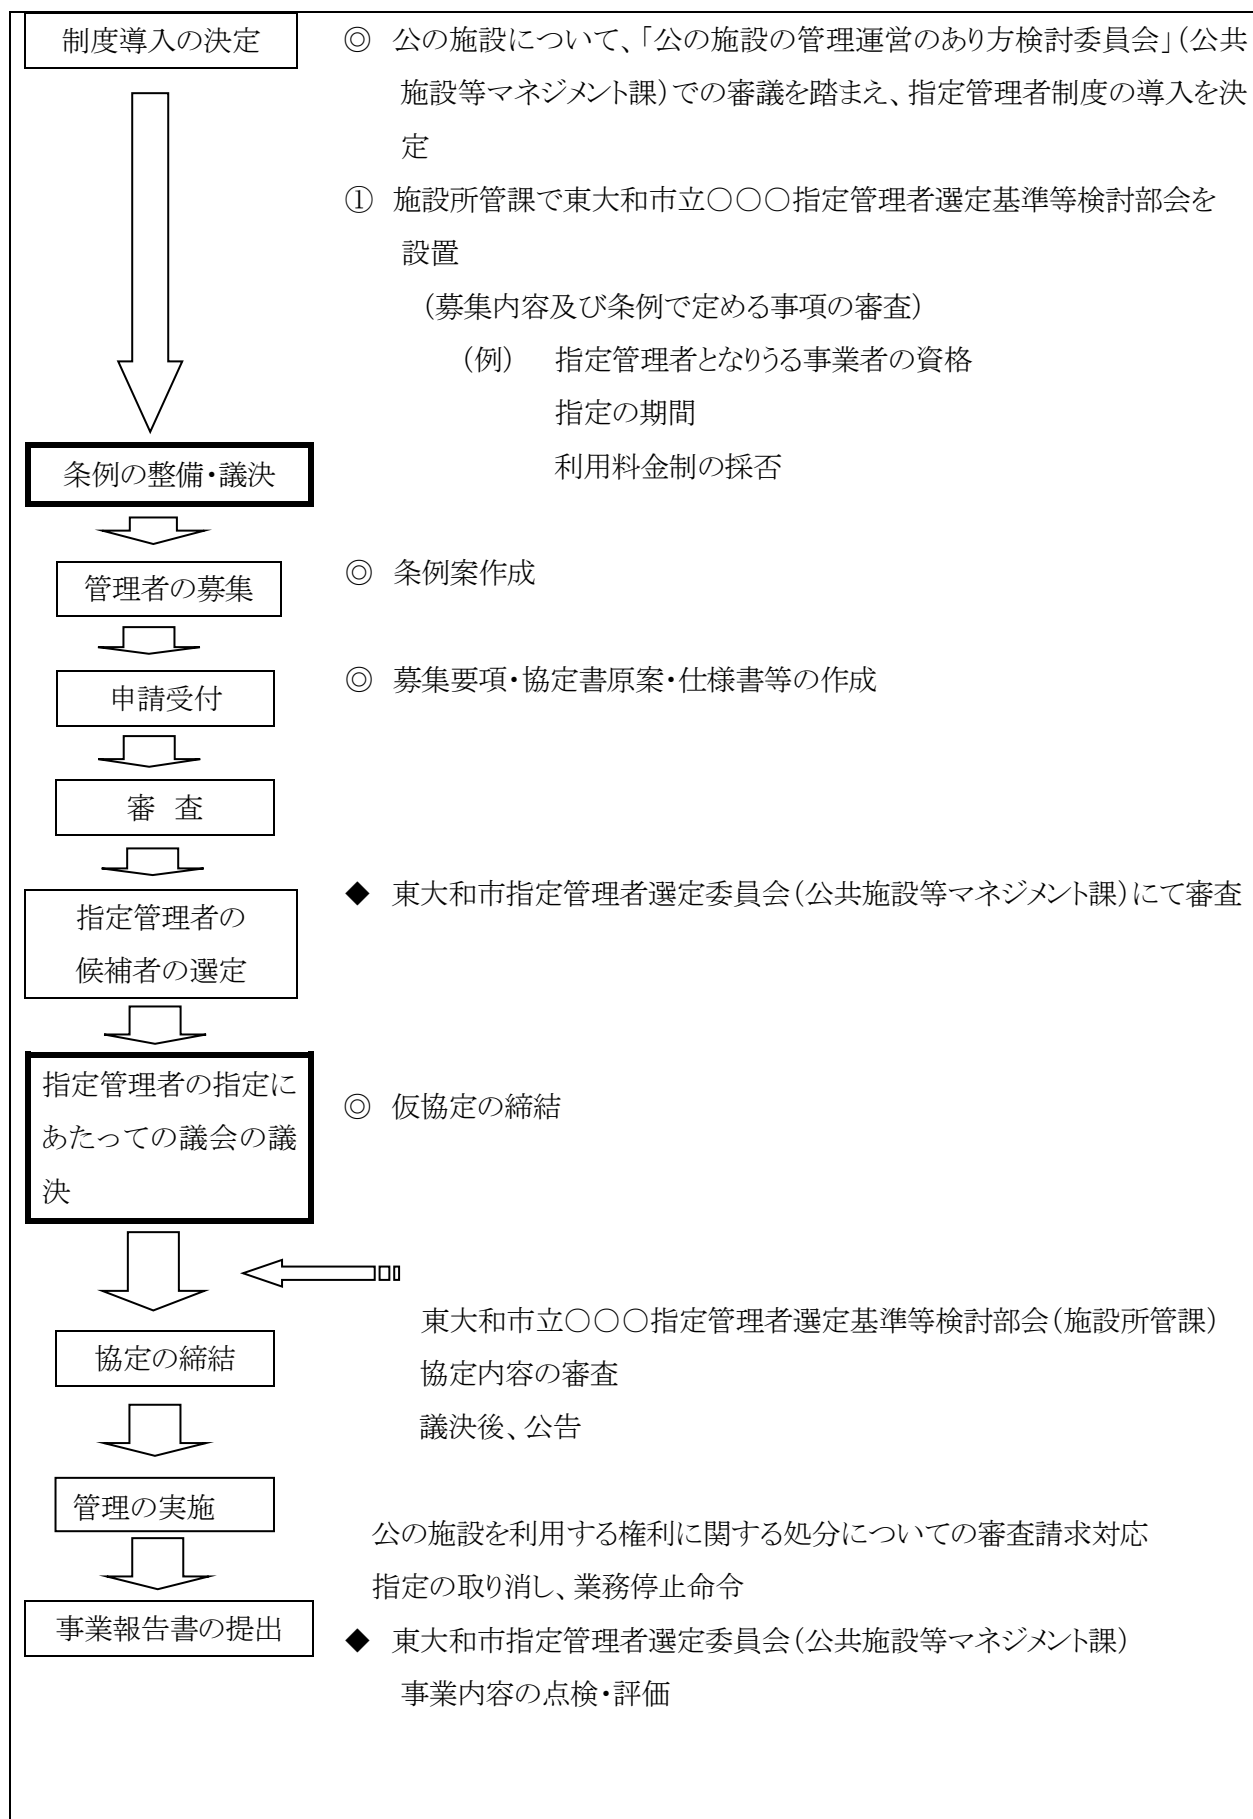 制度導入の決定
◎ 公の施設について、「公の施設の管理運営のあり方検討委員会」(公共
施設等マネジメント課)での審議を踏まえ、指定管理者制度の導入を決
定
① 施設所管課で東大和市立○○○指定管理者選定基準等検討部会を
設置
(募集内容及び条例で定める事項の審査)
(例) 指定管理者となりうる事業者の資格
指定の期間
利用料金制の採否
条例の整備・議決
管理者の募集
◎ 条例案作成
申請受付
◎ 募集要項・協定書原案・仕様書等の作成
審 査
指定管理者の
候補者の選定
◆ 東大和市指定管理者選定委員会(公共施設等マネジメント課)にて審査
指定管理者の指定に
あたっての議会の議
決
◎ 仮協定の締結
東大和市立○○○指定管理者選定基準等検討部会(施設所管課)
協定の締結
協定内容の審査
議決後、公告
管理の実施
公の施設を利用する権利に関する処分についての審査請求対応
指定の取り消し、業務停止命令
事業報告書の提出
◆ 東大和市指定管理者選定委員会(公共施設等マネジメント課)
事業内容の点検・評価